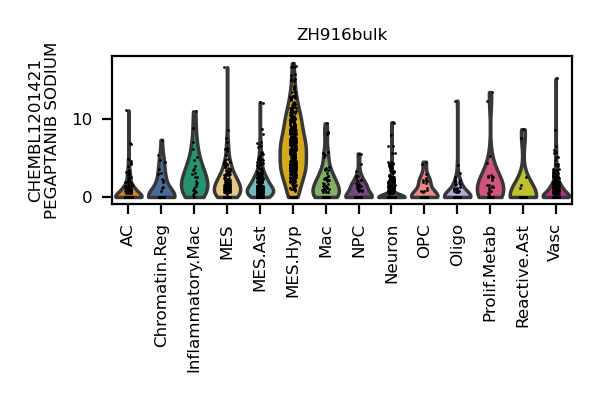 ZH916bulk
CHEMBL1201421
PEGAPTANIB SODIUM
10
0
AC
Chromatin.Reg
Inflammatory.Mac
MES
MES.Ast
MES.Hyp
Mac
NPC
Neuron
OPC
Oligo
Prolif.Metab
Reactive.Ast
Vasc